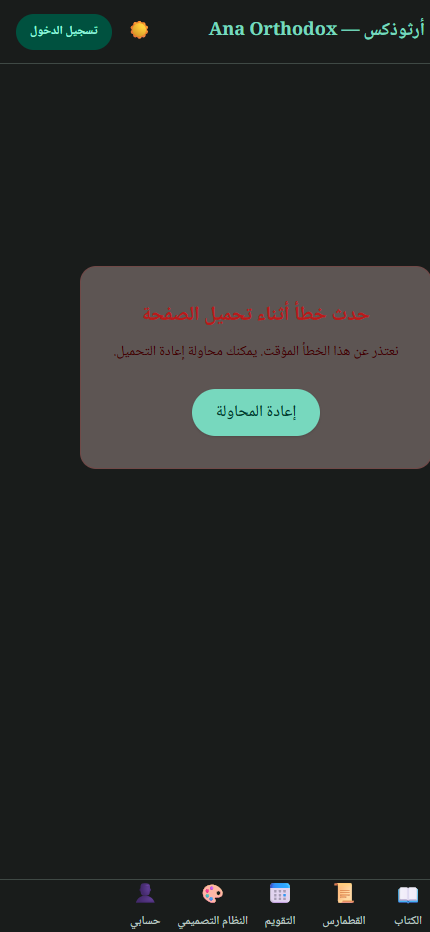 أرثوذكس — Ana Orthodox
تسجيل الدخول
حدث خطأ أثناء تحميل الصفحة
نعتذر عن هذا الخطأ المؤقت. يمكنك محاولة إعادة التحميل.
إعادة المحاولة
الكتاب
القطمارس
التقويم
النظام التصميمي
حسابي